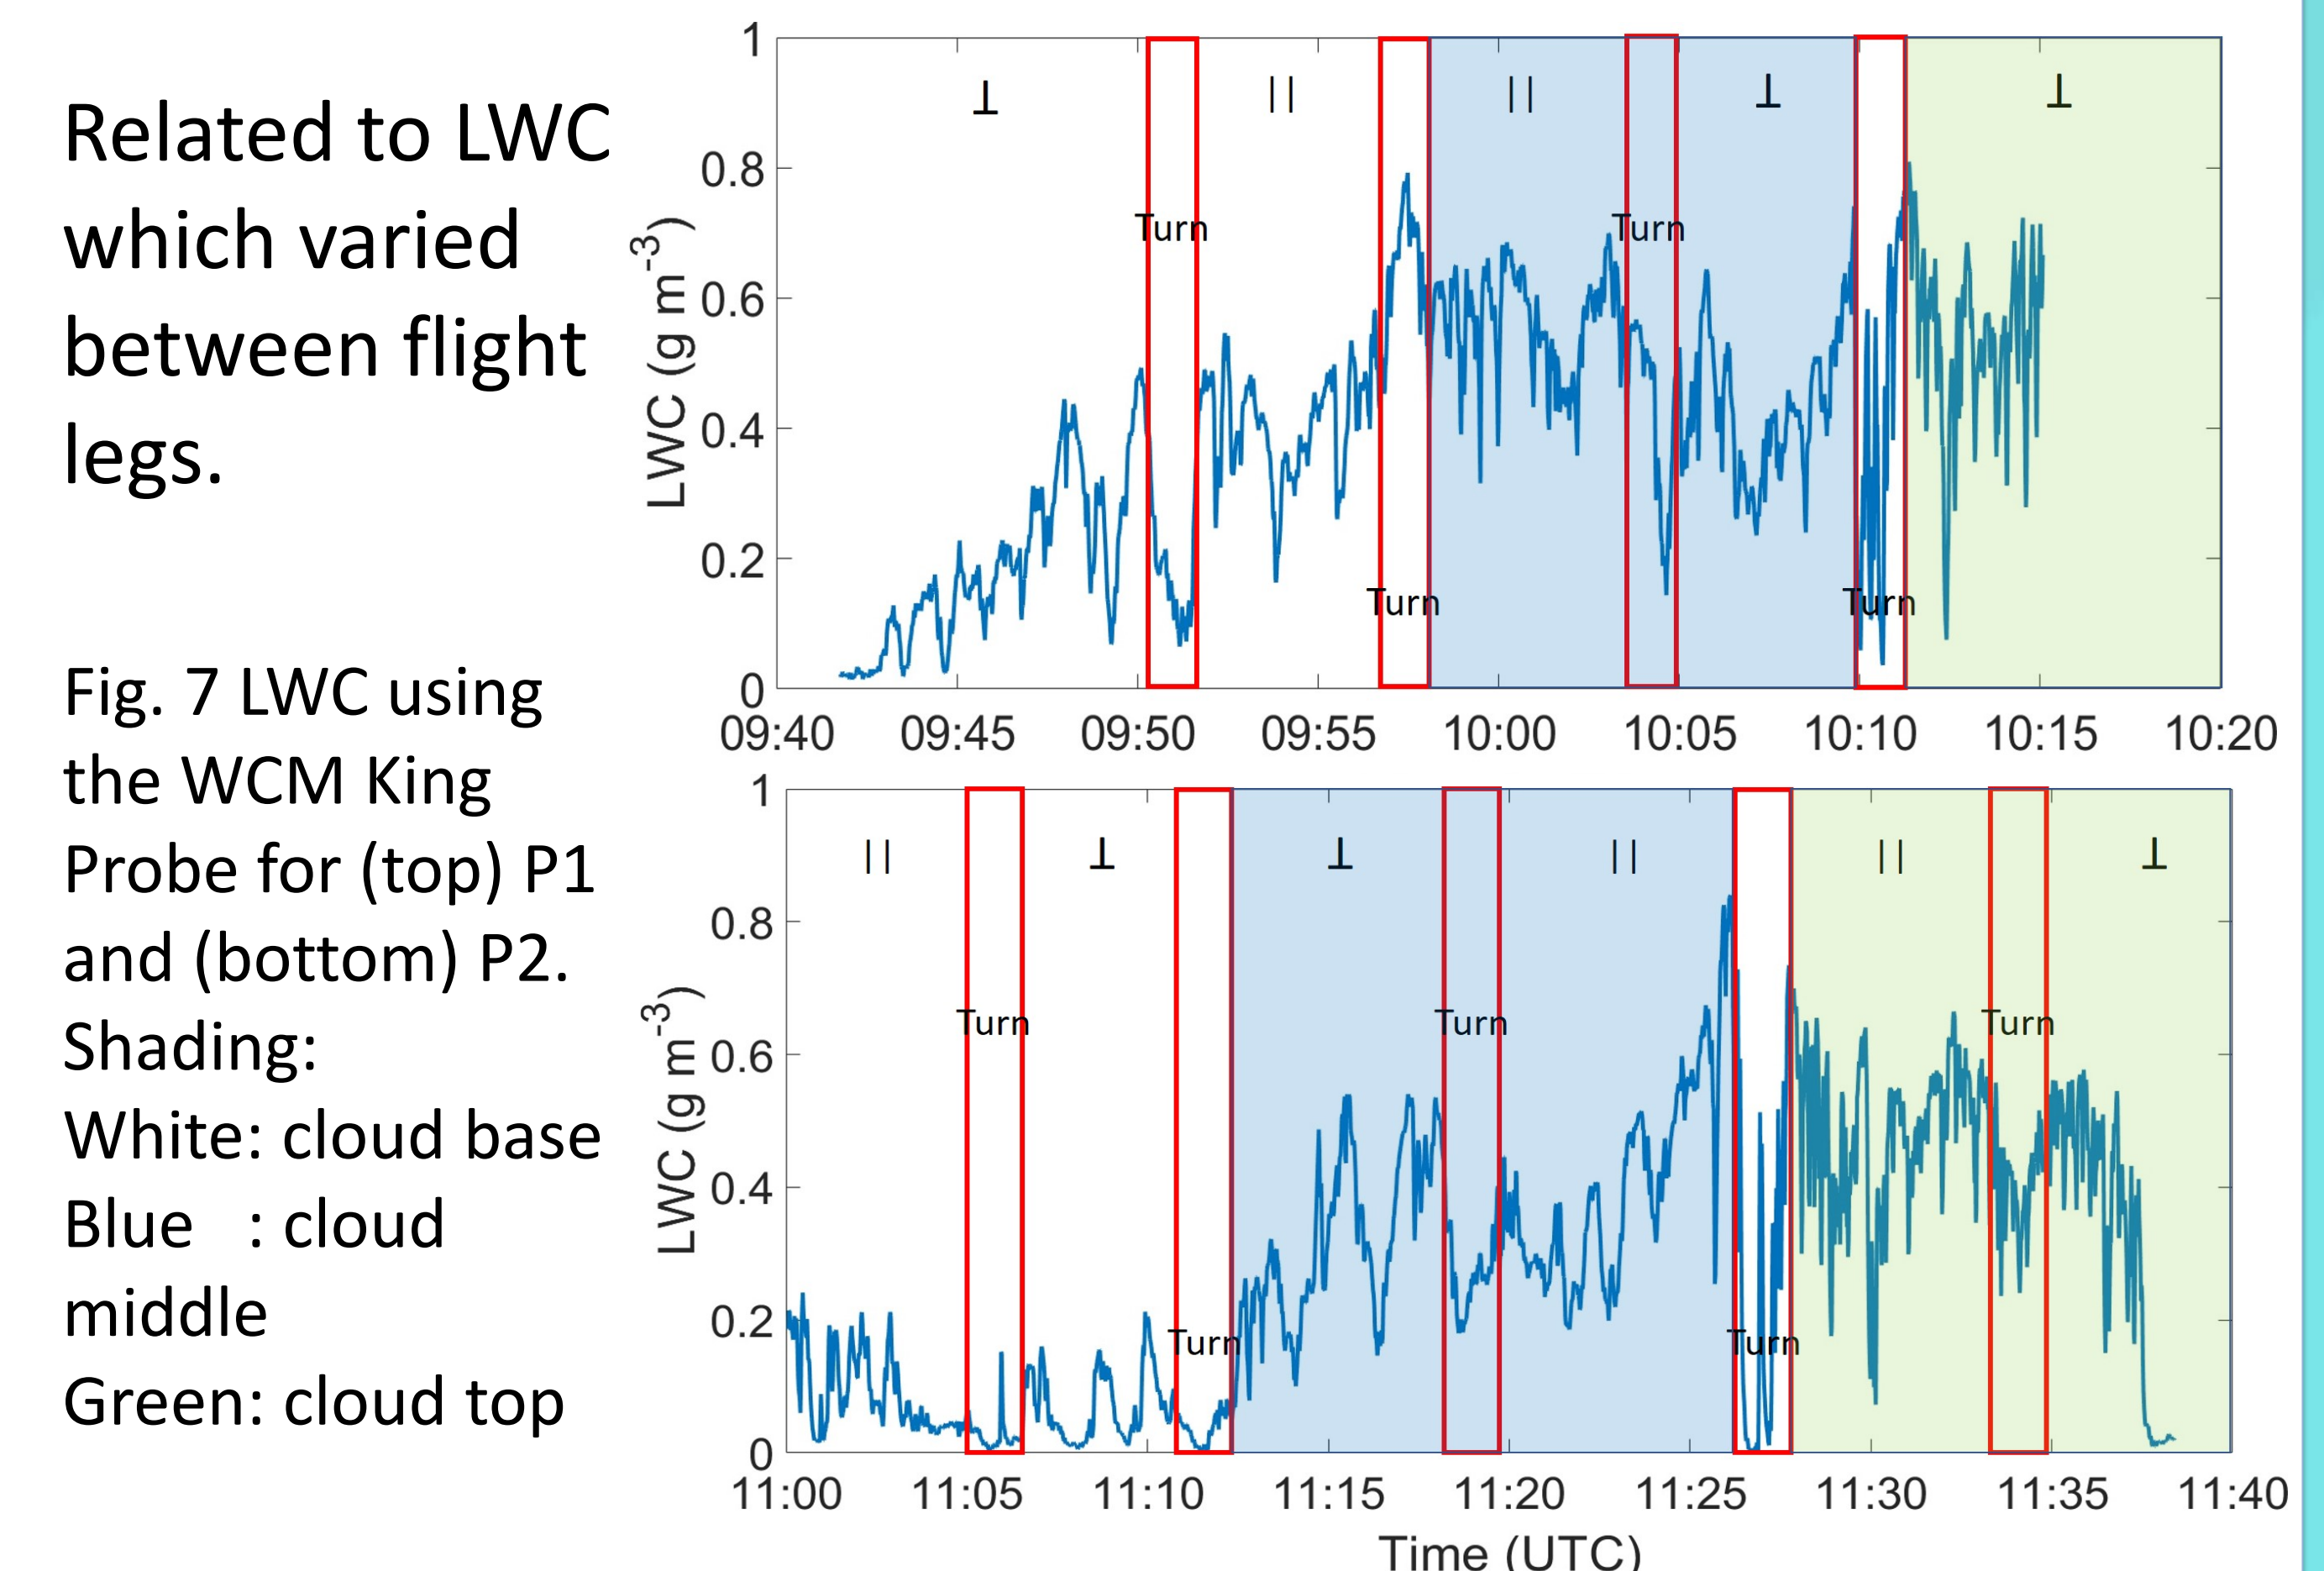 Related to LWC
which varied
between flight
legs.
Fig. 7 LWC using
the WCM King
Probe for (top) P1
and (bottom) P2.
Shading:
White: cloud base
Blue   : cloud
middle
Green: cloud top
LWC (g m⁻³)
1
0.8
0.6
0.4
0.2
0
⊥
||
||
⊥
⊥
Turn
Turn
Turn
Turn
09:40 09:45 09:50 09:55 10:00 10:05 10:10 10:15 10:20
LWC (g m⁻³)
1
0.8
0.6
0.4
0.2
0
||
⊥
⊥
||
||
⊥
Turn
Turn
Turn
Turn
Turn
11:00 11:05 11:10 11:15 11:20 11:25 11:30 11:35 11:40
Time (UTC)